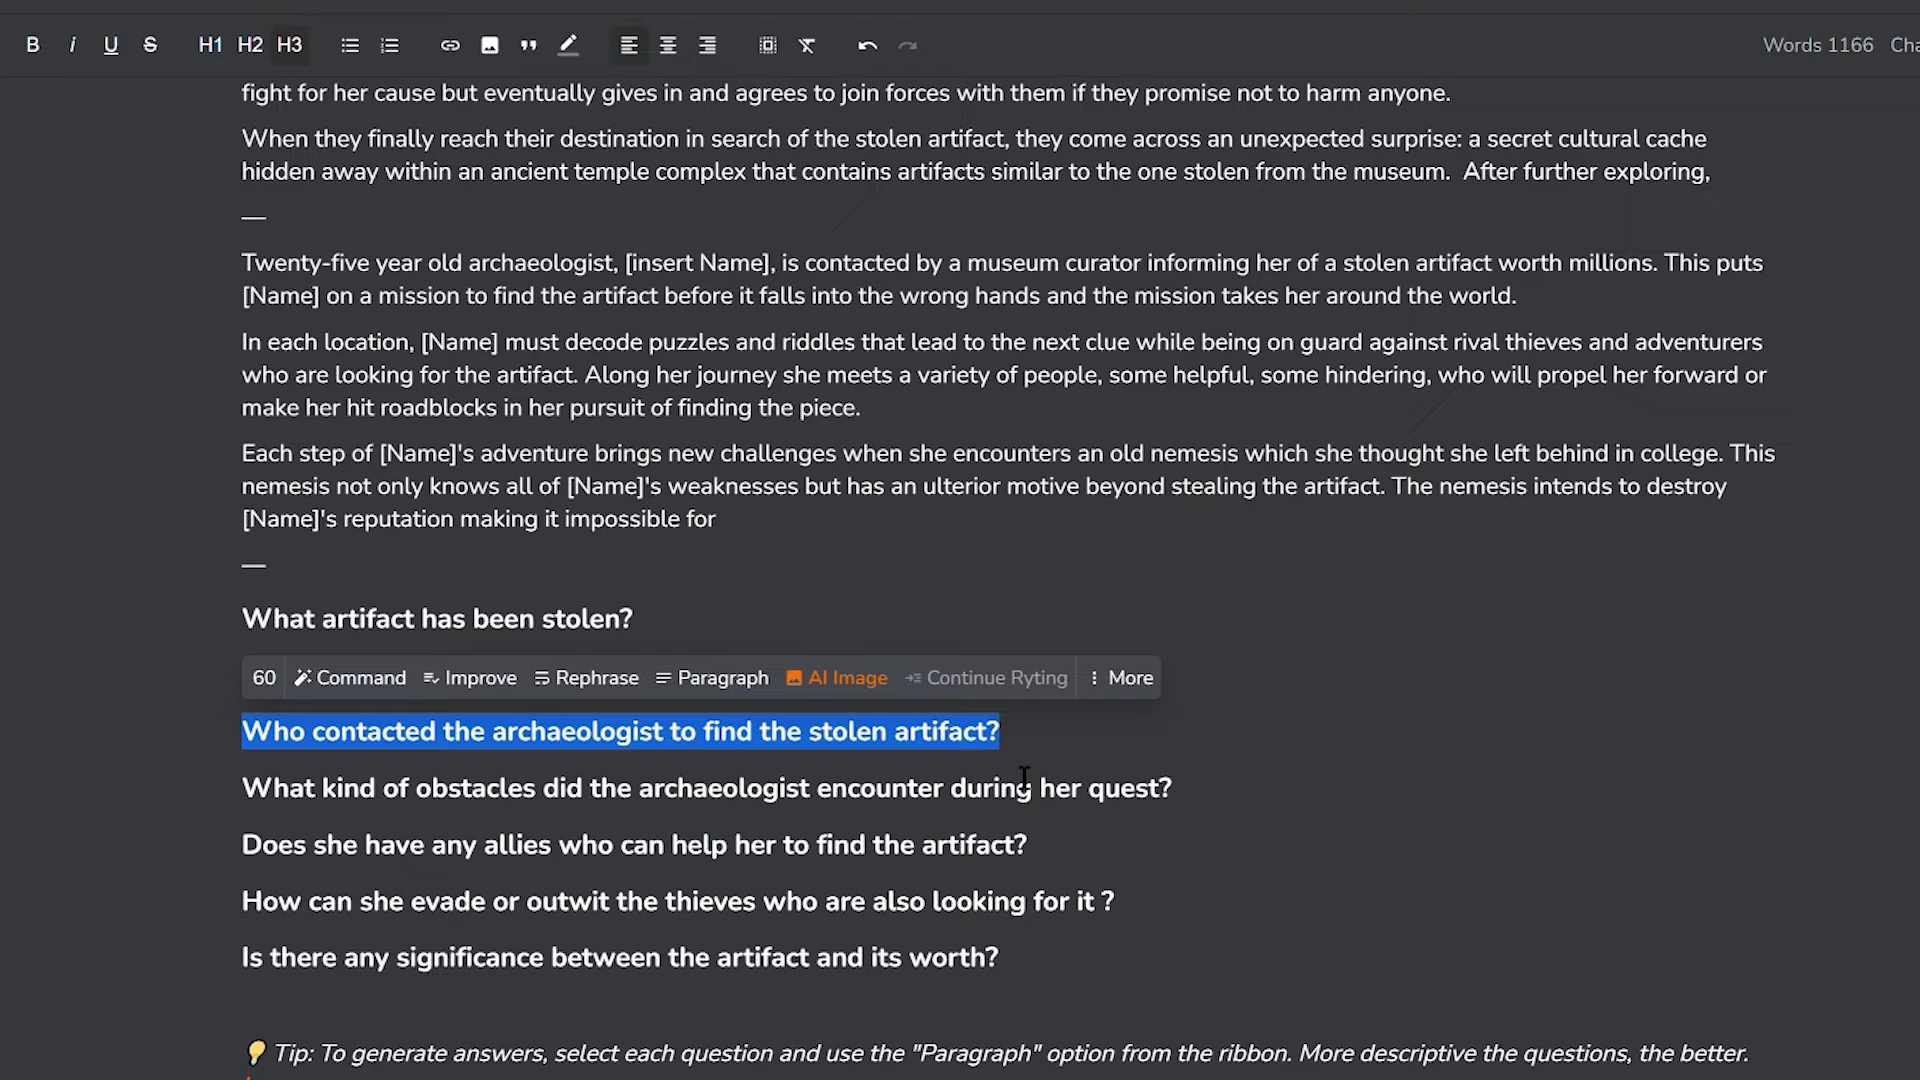 B i U S H1 H2 H3 Words 1166 Cha
fight for her cause but eventually gives in and agrees to join forces with them if they promise not to harm anyone.
When they finally reach their destination in search of the stolen artifact, they come across an unexpected surprise: a secret cultural cache
hidden away within an ancient temple complex that contains artifacts similar to the one stolen from the museum.  After further exploring,
—
Twenty-five year old archaeologist, [insert Name], is contacted by a museum curator informing her of a stolen artifact worth millions. This puts
[Name] on a mission to find the artifact before it falls into the wrong hands and the mission takes her around the world.
In each location, [Name] must decode puzzles and riddles that lead to the next clue while being on guard against rival thieves and adventurers
who are looking for the artifact. Along her journey she meets a variety of people, some helpful, some hindering, who will propel her forward or
make her hit roadblocks in her pursuit of finding the piece.
Each step of [Name]'s adventure brings new challenges when she encounters an old nemesis which she thought she left behind in college. This
nemesis not only knows all of [Name]'s weaknesses but has an ulterior motive beyond stealing the artifact. The nemesis intends to destroy
[Name]'s reputation making it impossible for
—
What artifact has been stolen?
60 Command Improve Rephrase Paragraph AI Image Continue Ryting More
Who contacted the archaeologist to find the stolen artifact?
What kind of obstacles did the archaeologist encounter during her quest?
Does she have any allies who can help her to find the artifact?
How can she evade or outwit the thieves who are also looking for it ?
Is there any significance between the artifact and its worth?
Tip: To generate answers, select each question and use the "Paragraph" option from the ribbon. More descriptive the questions, the better.